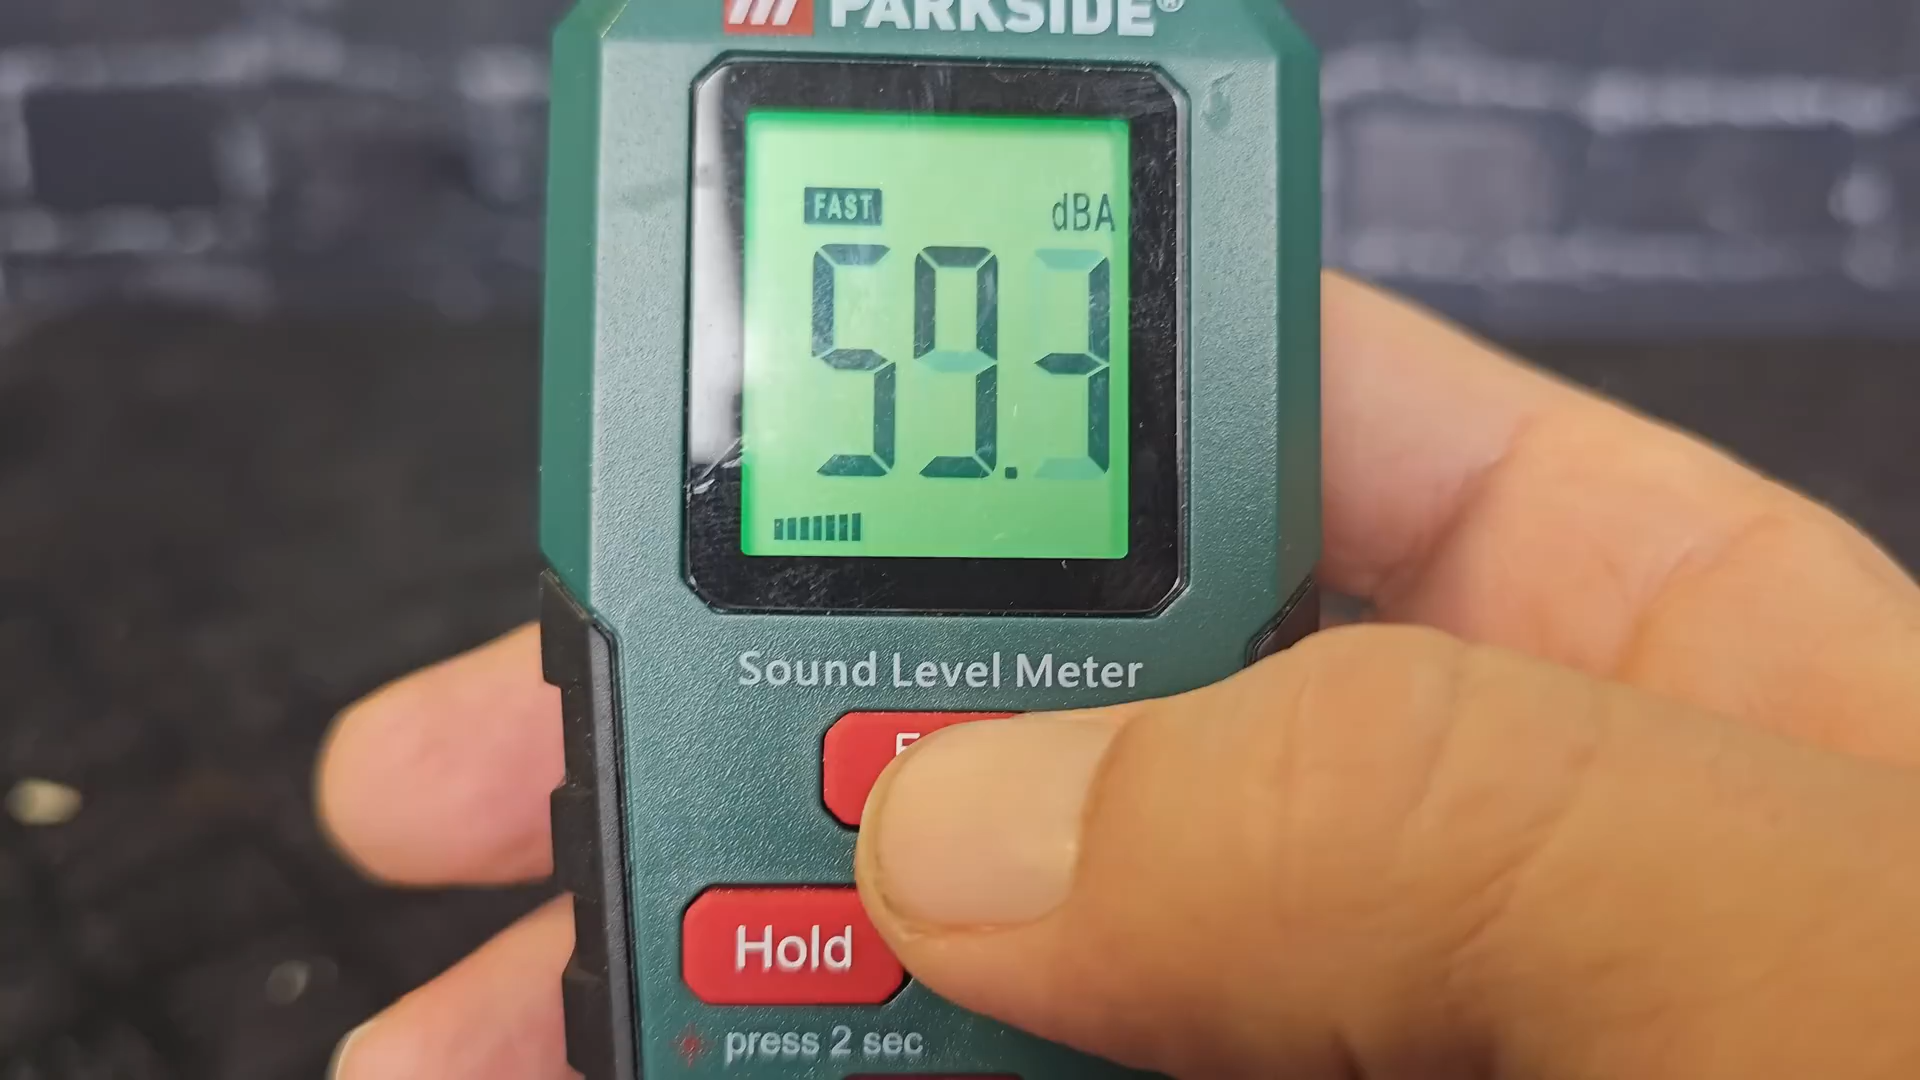 PARKSIDE®
FAST dBA
59.3
Sound Level Meter
Hold
press 2 sec